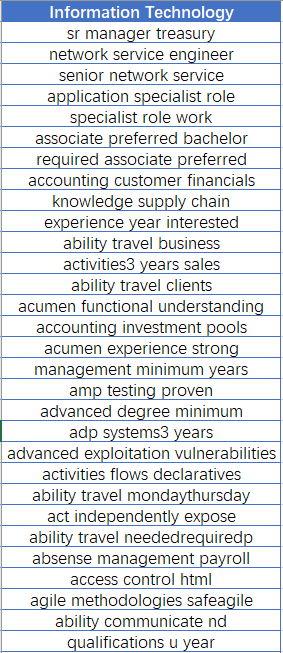 Information Technology
sr manager treasury
network service engineer
senior network service
application specialist role
specialist role work
associate preferred bachelor
required associate preferred
accounting customer financials
knowledge supply chain
experience year interested
ability travel business
activities3 years sales
ability travel clients
acumen functional understanding
accounting investment pools
acumen experience strong
management minimum years
amp testing proven
advanced degree minimum
adp systems3 years
advanced exploitation vulnerabilities
activities flows declaratives
ability travel mondaythursday
act independently expose
ability travel neededrequiredp
absense management payroll
access control html
agile methodologies safeagile
ability communicate nd
qualifications u year